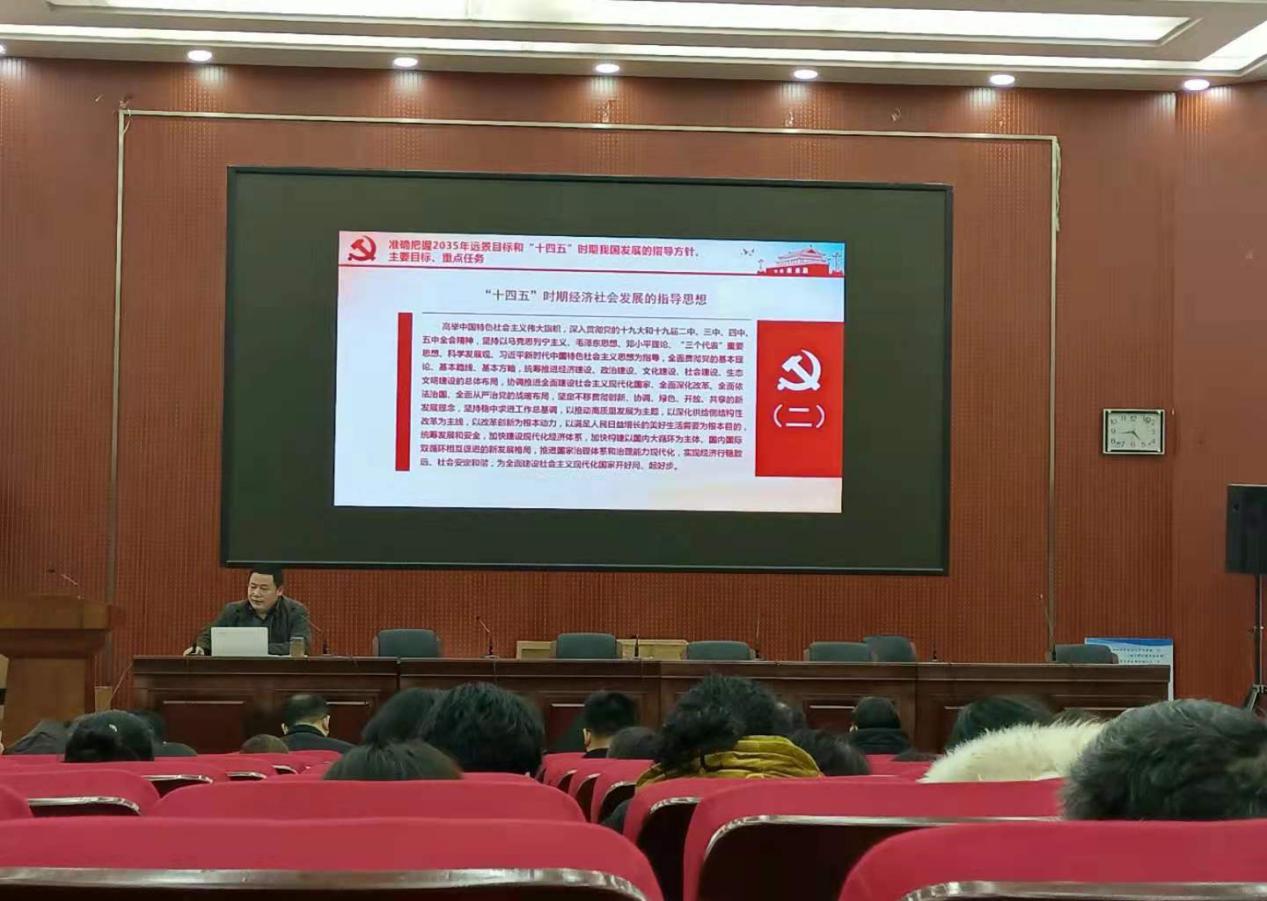 准确把握2035年远景目标和“十四五”时期我国发展的指导方针、
主要目标、重点任务
“十四五”时期经济社会发展的指导思想
高举中国特色社会主义伟大旗帜，深入贯彻党的十九大和十九届二中、三中、四中、
五中全会精神，坚持以马克思列宁主义、毛泽东思想、邓小平理论、“三个代表”重要
思想、科学发展观、习近平新时代中国特色社会主义思想为指导，全面贯彻党的基本理
论、基本路线、基本方略，统筹推进经济建设、政治建设、文化建设、社会建设、生态
文明建设的总体布局，协调推进全面建设社会主义现代化国家、全面深化改革、全面依
法治国、全面从严治党的战略布局，坚定不移贯彻创新、协调、绿色、开放、共享的新
发展理念，坚持稳中求进工作总基调，以推动高质量发展为主题，以深化供给侧结构性
改革为主线，以改革创新为根本动力，以满足人民日益增长的美好生活需要为根本目的，
统筹发展和安全，加快建设现代化经济体系，加快构建以国内大循环为主体、国内国际
双循环相互促进的新发展格局，推进国家治理体系和治理能力现代化，实现经济行稳致
远、社会安定和谐，为全面建设社会主义现代化国家开好局、起好步。
（二）